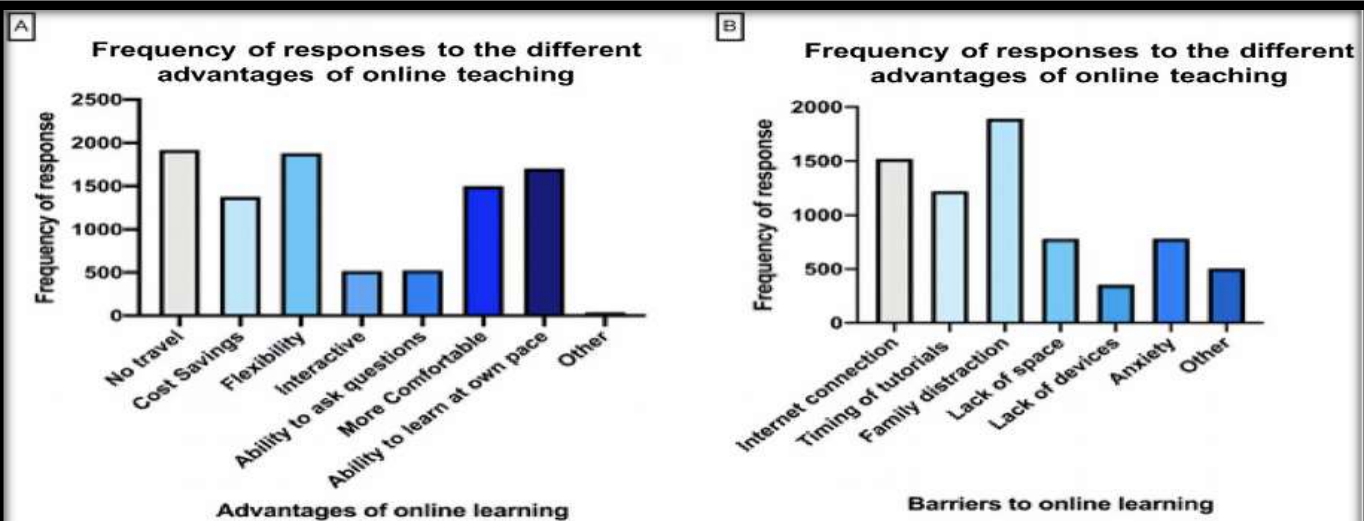 A
Frequency of responses to the different
advantages of online teaching
Frequency of response
2500
2000
1500
1000
500
0
No travel
Cost Savings
Flexibility
Interactive
Ability to ask questions
More Comfortable
Ability to learn at own pace
Other
Advantages of online learning
B
Frequency of responses to the different
advantages of online teaching
Frequency of response
2000
1500
1000
500
0
Internet connection
Timing of tutorials
Family distraction
Lack of space
Lack of devices
Anxiety
Other
Barriers to online learning